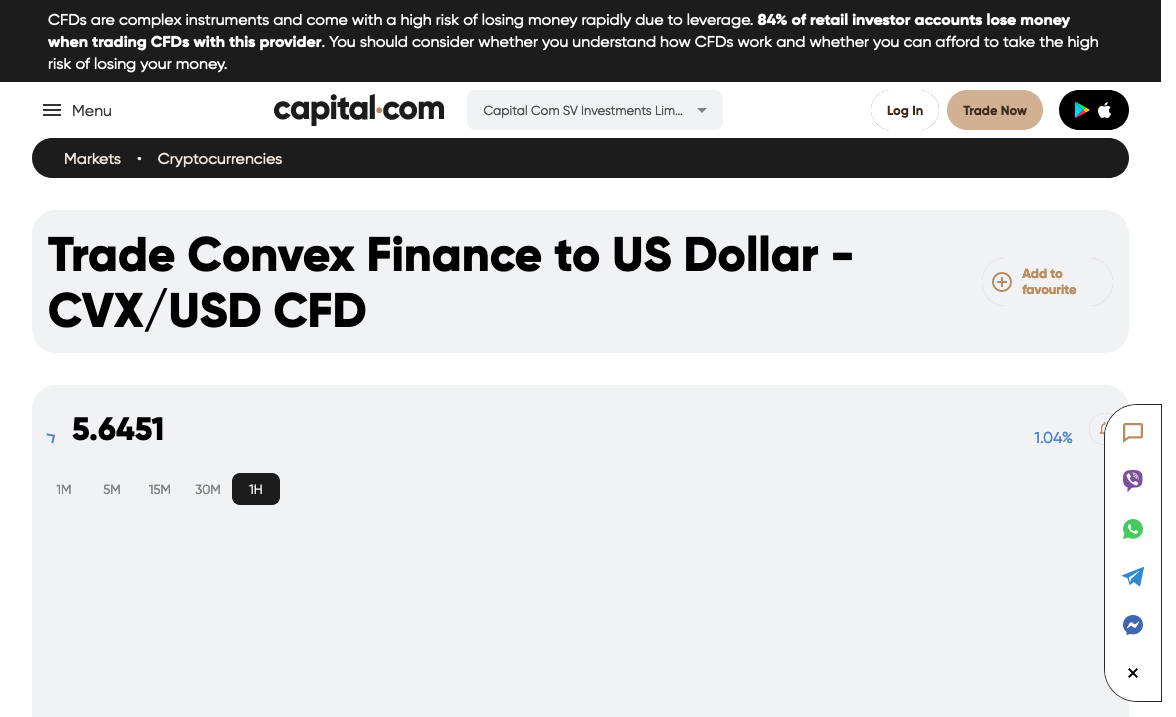 CFDs are complex instruments and come with a high risk of losing money rapidly due to leverage. 84% of retail investor accounts lose money
when trading CFDs with this provider. You should consider whether you understand how CFDs work and whether you can afford to take the high
risk of losing your money.
Menu
capital.com
Capital Com SV Investments Lim...
Log In
Trade Now
Markets • Cryptocurrencies
Trade Convex Finance to US Dollar -
CVX/USD CFD
Add to
favourite
5.6451
1.04%
1M 5M 15M 30M 1H